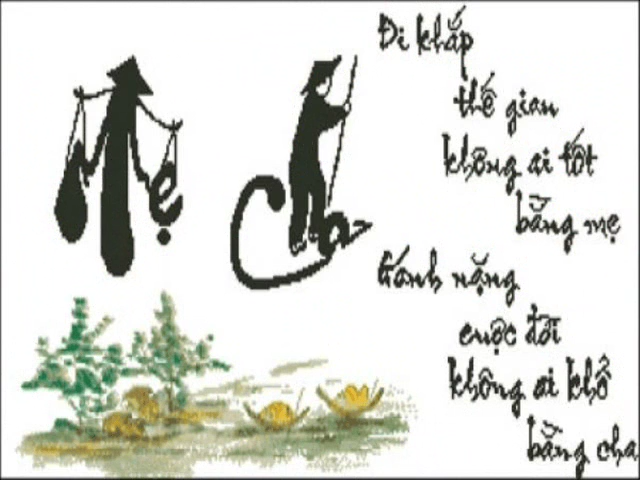 Mẹ Cha
Đi khắp
thế gian
không ai tốt
bằng mẹ
Gánh nặng
cuộc đời
không ai khổ
bằng cha